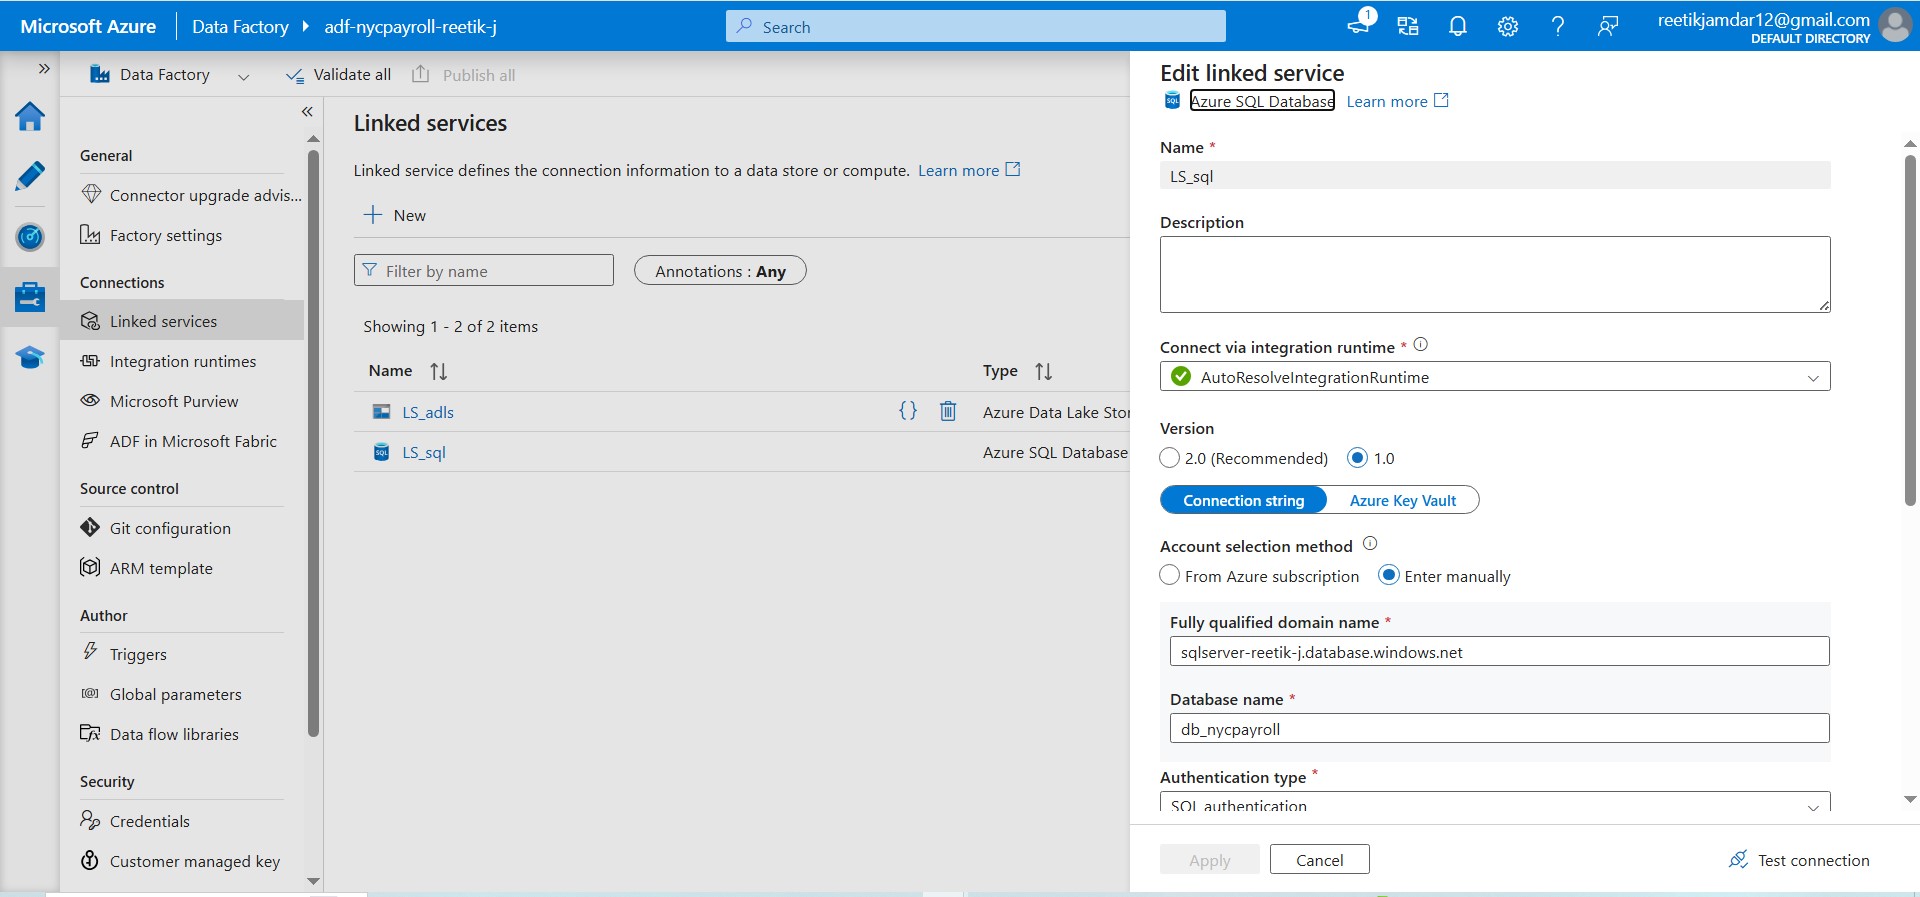 Microsoft Azure
Data Factory
adf-nycpayroll-reetik-j
Search
1
reetikjamdar12@gmail.com
DEFAULT DIRECTORY
Data Factory
Validate all
Publish all
General
Connector upgrade advis...
Factory settings
Connections
Linked services
Integration runtimes
Microsoft Purview
ADF in Microsoft Fabric
Source control
Git configuration
ARM template
Author
Triggers
Global parameters
Data flow libraries
Security
Credentials
Customer managed key
Linked services
Linked service defines the connection information to a data store or compute. Learn more
New
Filter by name
Annotations : Any
Showing 1 - 2 of 2 items
Name Type
LS_adls Azure Data Lake Stor
LS_sql Azure SQL Database
Edit linked service
Azure SQL Database Learn more
Name *
LS_sql
Description
Connect via integration runtime *
AutoResolveIntegrationRuntime
Version
2.0 (Recommended) 1.0
Connection string Azure Key Vault
Account selection method
From Azure subscription Enter manually
Fully qualified domain name *
sqlserver-reetik-j.database.windows.net
Database name *
db_nycpayroll
Authentication type *
SQL authentication
Apply Cancel Test connection